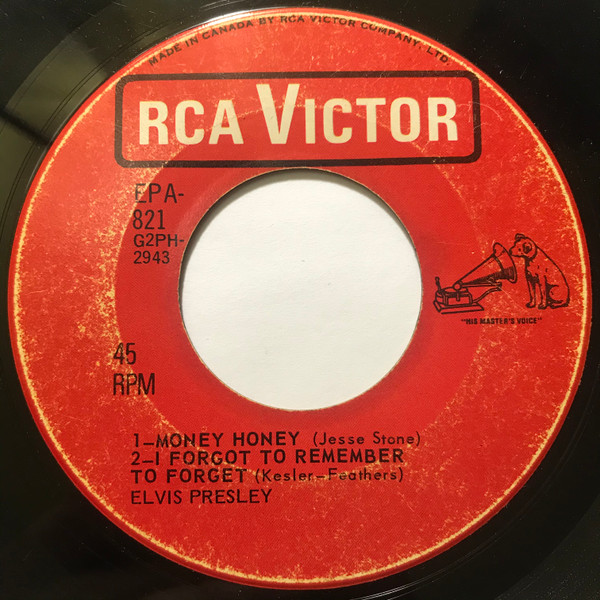 MADE IN CANADA BY RCA VICTOR COMPANY, LTD.
RCA VICTOR
EPA-
821
G2PH-
2943
"HIS MASTER'S VOICE"
45
RPM
1—MONEY HONEY (Jesse Stone)
2—I FORGOT TO REMEMBER
TO FORGET (Kesler—Feathers)
ELVIS PRESLEY